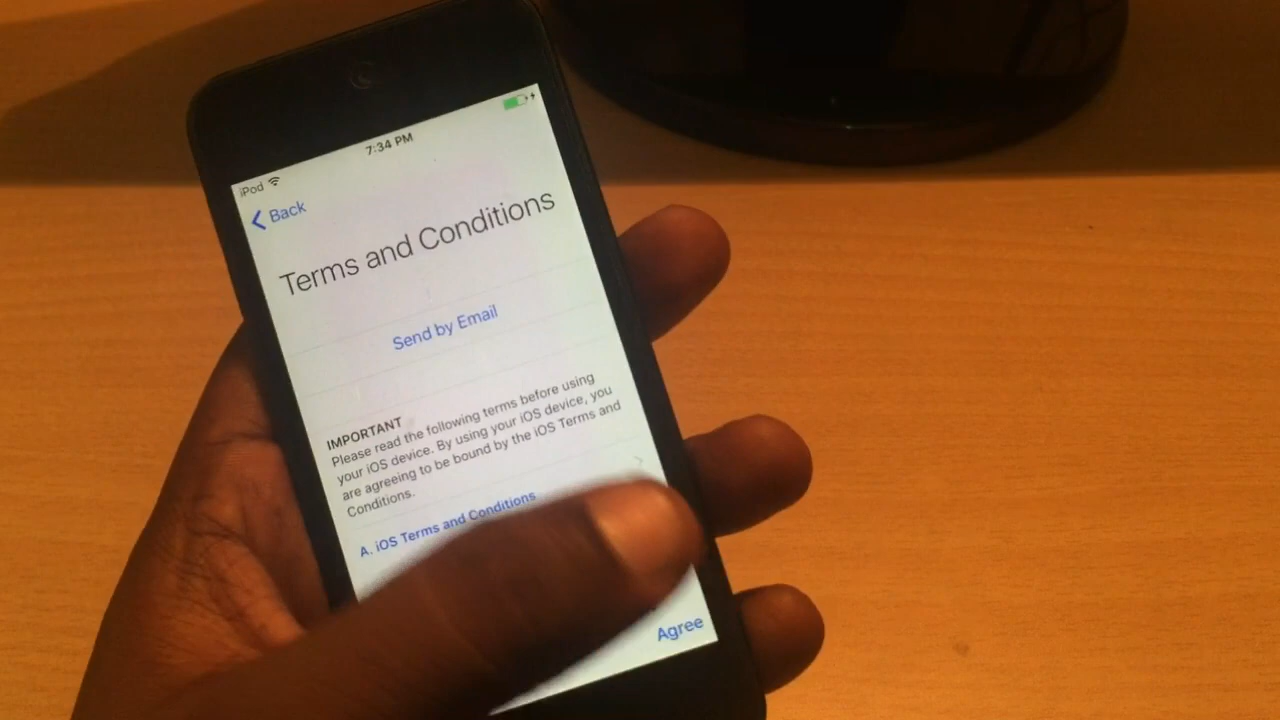 7:34 PM
iPod
Back
Terms and Conditions
Send by Email
IMPORTANT
Please read the following terms before using
your iOS device. By using your iOS device, you
are agreeing to be bound by the iOS Terms and
Conditions.
A. iOS Terms and Conditions
Agree